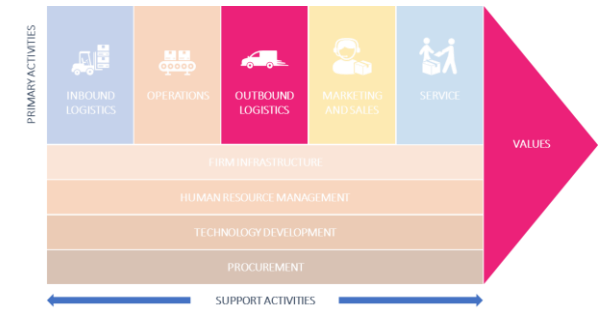 PRIMARY ACTIVITIES
INBOUND
LOGISTICS
OPERATIONS
OUTBOUND
LOGISTICS
MARKETING
AND SALES
SERVICE
VALUES
FIRM INFRASTRUCTURE
HUMAN RESOURCE MANAGEMENT
TECHNOLOGY DEVELOPMENT
PROCUREMENT
SUPPORT ACTIVITIES